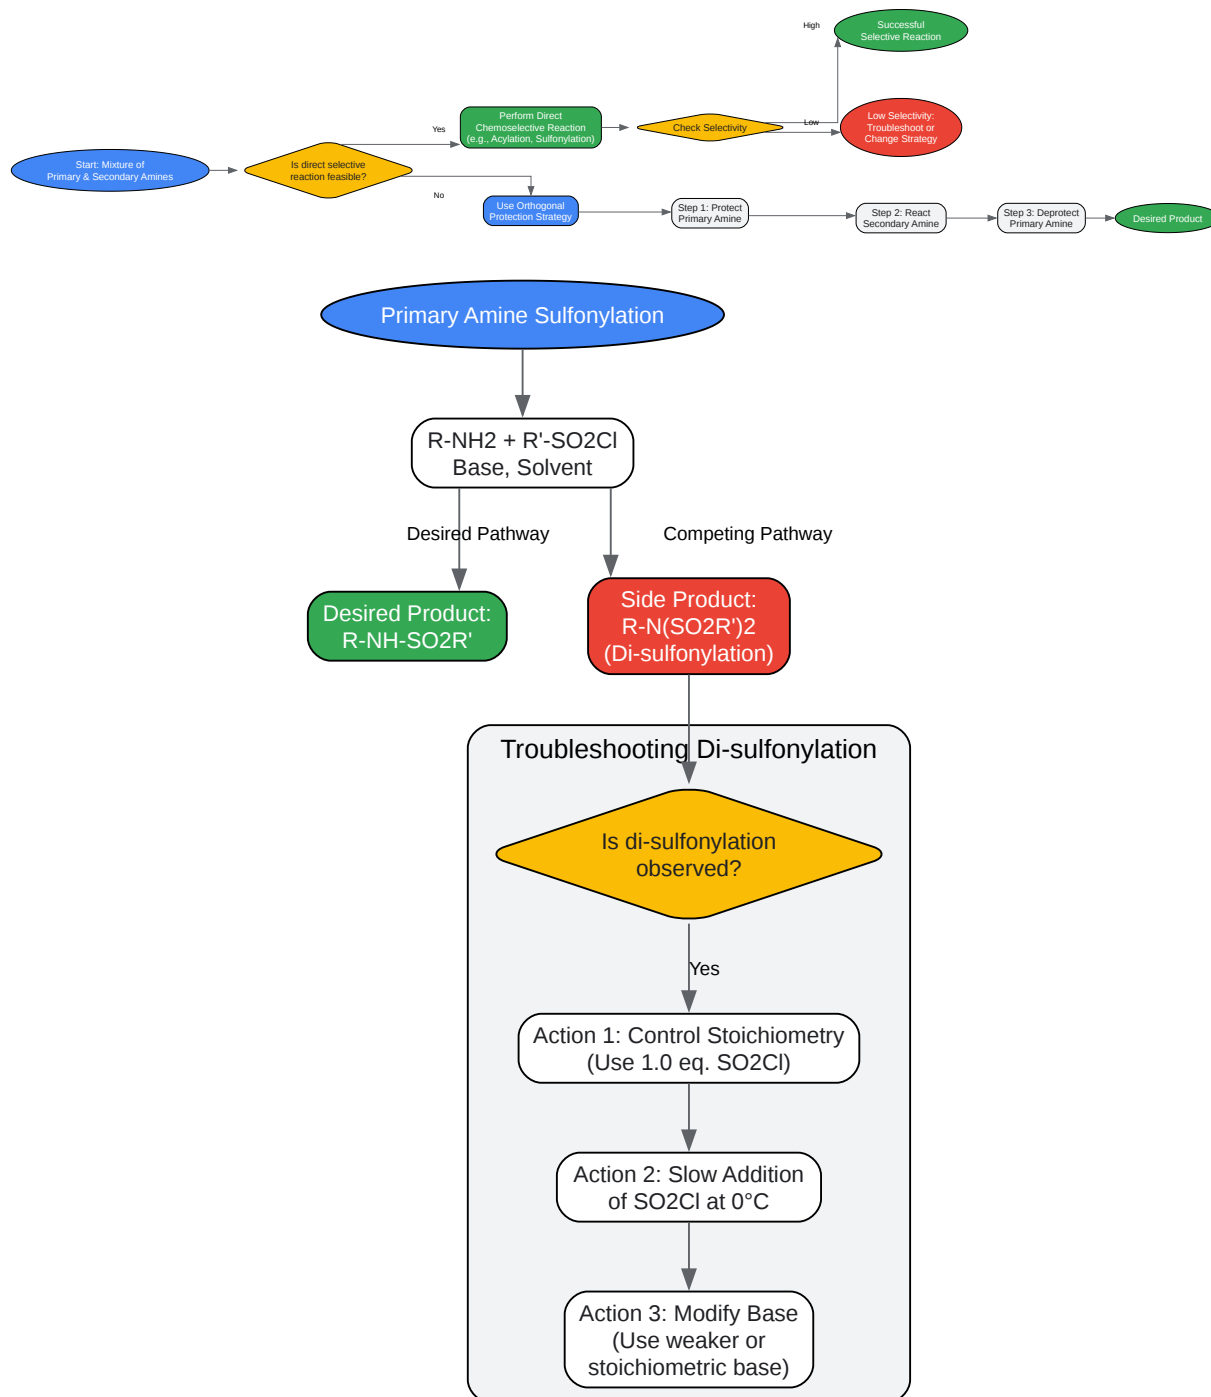 High
Successful
Selective Reaction
Yes
Perform Direct
Chemoselective Reaction
(e.g., Acylation, Sulfonylation)
Check Selectivity
Low
Low Selectivity:
Troubleshoot or
Change Strategy
Start: Mixture of
Primary & Secondary Amines
Is direct selective
reaction feasible?
No
Use Orthogonal
Protection Strategy
Step 1: Protect
Primary Amine
Step 2: React
Secondary Amine
Step 3: Deprotect
Primary Amine
Desired Product
Primary Amine Sulfonylation
R-NH2 + R'-SO2Cl
Base, Solvent
Desired Pathway
Competing Pathway
Desired Product:
R-NH-SO2R'
Side Product:
R-N(SO2R')2
(Di-sulfonylation)
Troubleshooting Di-sulfonylation
Is di-sulfonylation
observed?
Yes
Action 1: Control Stoichiometry
(Use 1.0 eq. SO2Cl)
Action 2: Slow Addition
of SO2Cl at 0°C
Action 3: Modify Base
(Use weaker or
stoichiometric base)